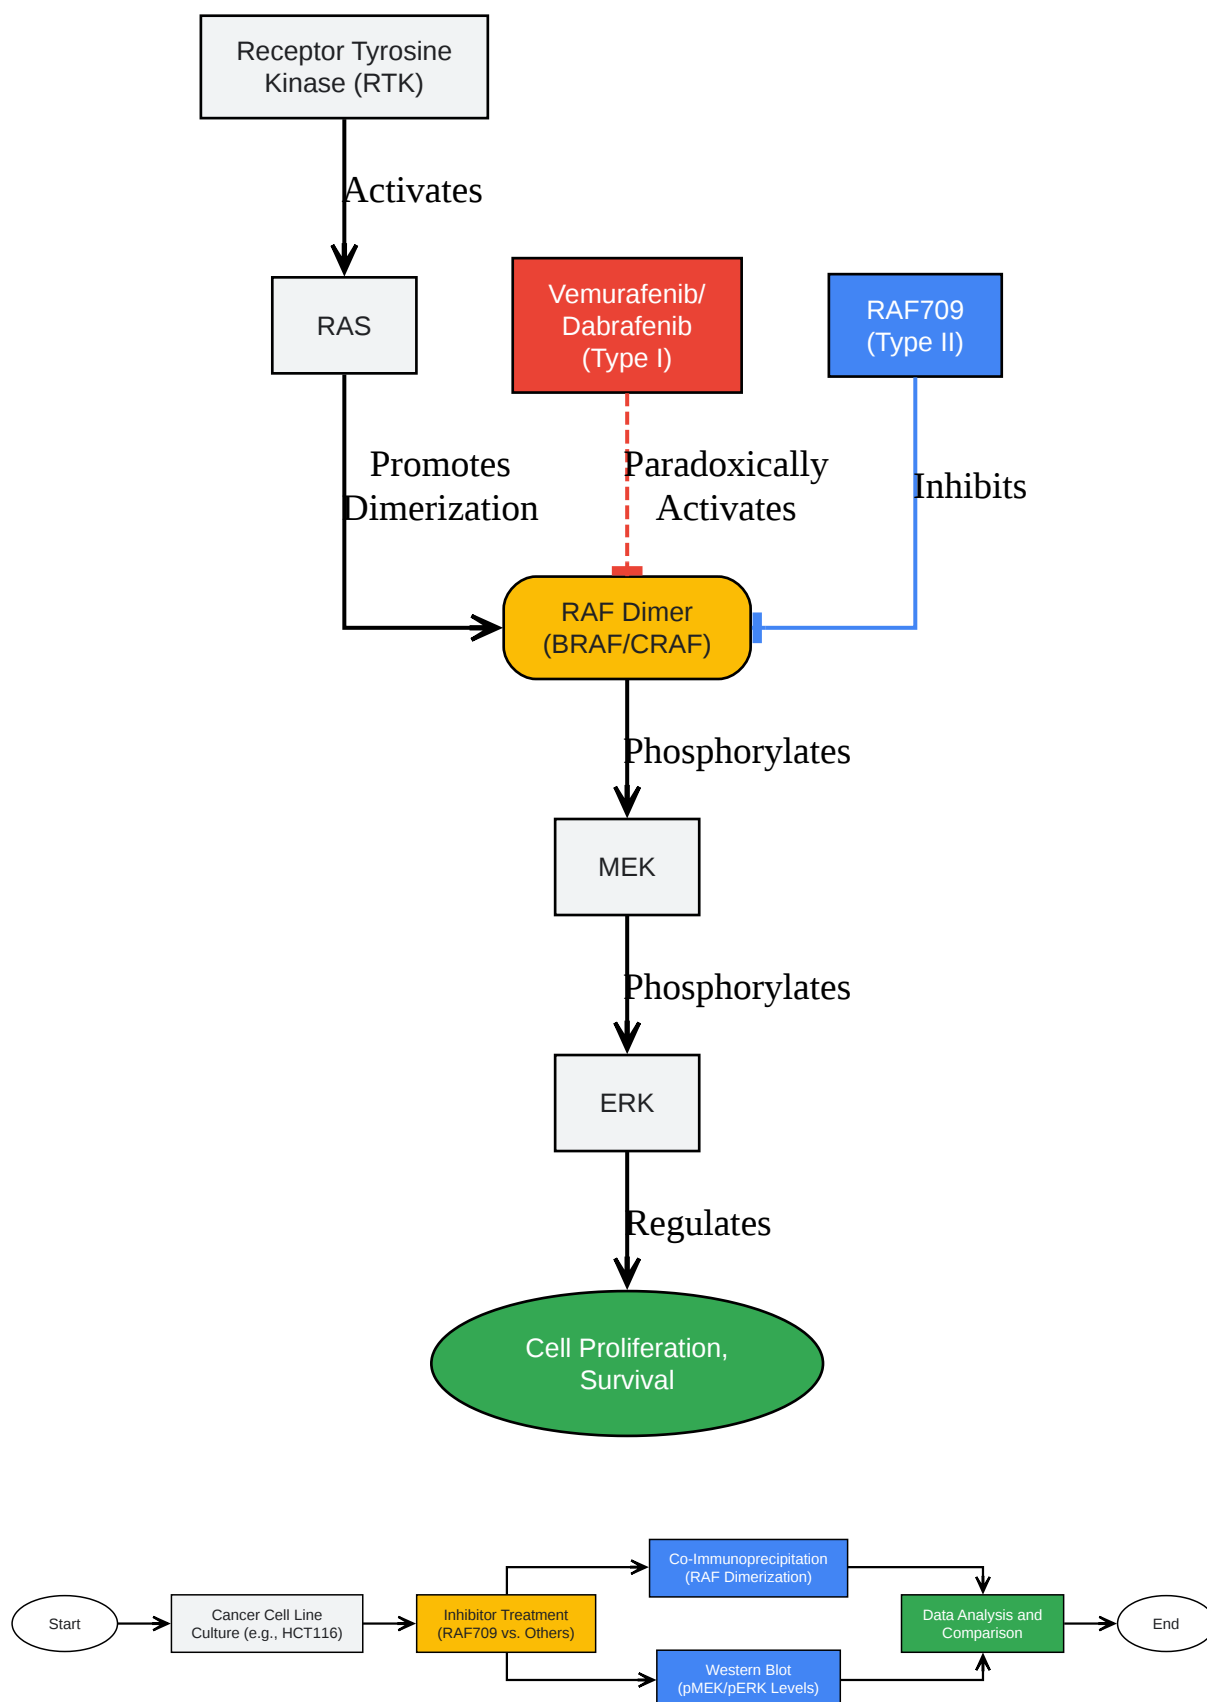 Receptor Tyrosine
Kinase (RTK)
Activates
RAS
Vemurafenib/
Dabrafenib
(Type I)
RAF709
(Type II)
Promotes
Dimerization
Paradoxically
Activates
Inhibits
RAF Dimer
(BRAF/CRAF)
Phosphorylates
MEK
Phosphorylates
ERK
Regulates
Cell Proliferation,
Survival
Start
Cancer Cell Line
Culture (e.g., HCT116)
Inhibitor Treatment
(RAF709 vs. Others)
Co-Immunoprecipitation
(RAF Dimerization)
Western Blot
(pMEK/pERK Levels)
Data Analysis and
Comparison
End